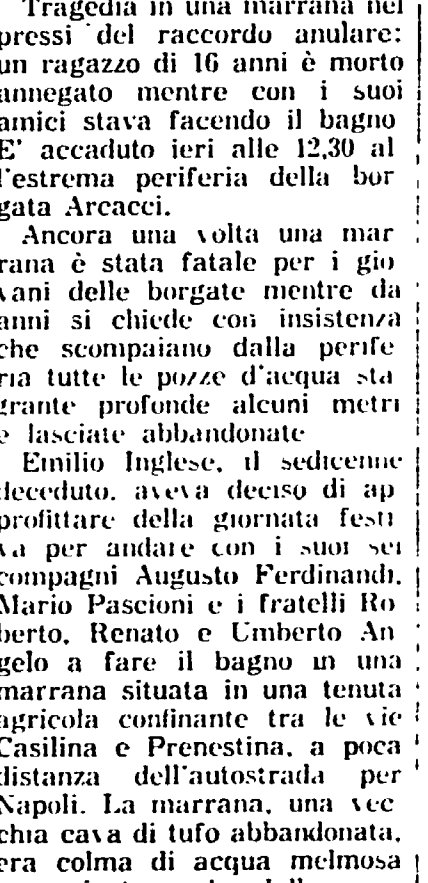 Tragedia in una marrana nei
pressi del raccordo anulare:
un ragazzo di 16 anni è morto
annegato mentre con i suoi
amici stava facendo il bagno
E' accaduto ieri alle 12,30 al
l'estrema periferia della bor
gata Arcacci.
Ancora una volta una mar
rana è stata fatale per i gio
vani delle borgate mentre da
anni si chiede con insistenza
che scompaiano dalla perife
ria tutte le pozze d'acqua sta
gnante profonde alcuni metri
e lasciate abbandonate
Emilio Inglese, il sedicenne
deceduto, aveva deciso di ap
profittare della giornata festi
va per andare con i suoi sei
compagni Augusto Ferdinandi,
Mario Pascioni e i fratelli Ro
berto, Renato e Umberto An
gelo a fare il bagno in una
marrana situata in una tenuta
agricola confinante tra le vie
Casilina e Prenestina, a poca
distanza dell'autostrada per
Napoli. La marrana, una vec
chia cava di tufo abbandonata,
era colma di acqua melmosa